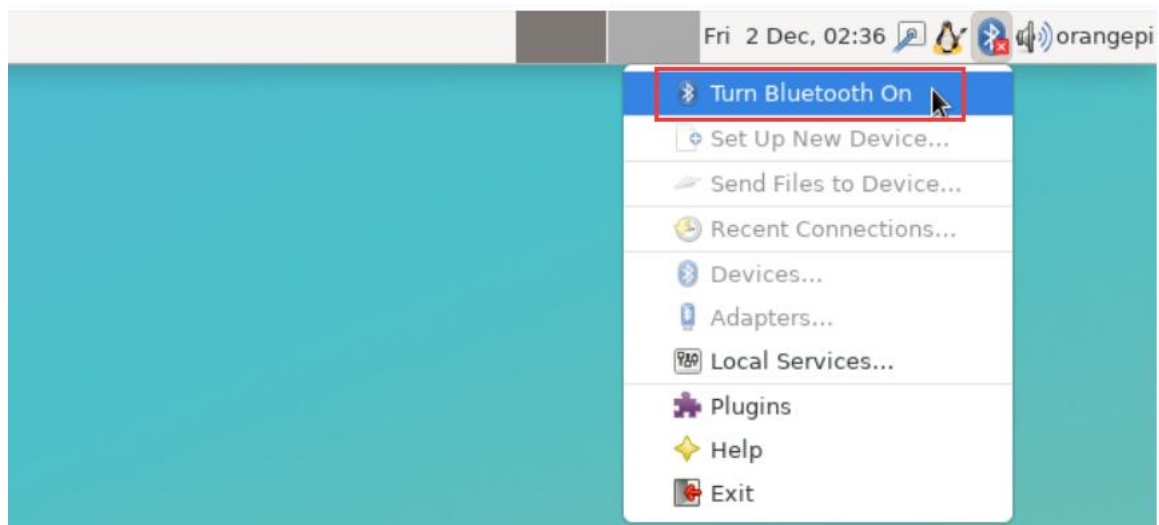 Fri 2 Dec, 02:36 orangepi
Turn Bluetooth On
Set Up New Device...
Send Files to Device...
Recent Connections...
Devices...
Adapters...
Local Services...
Plugins
Help
Exit